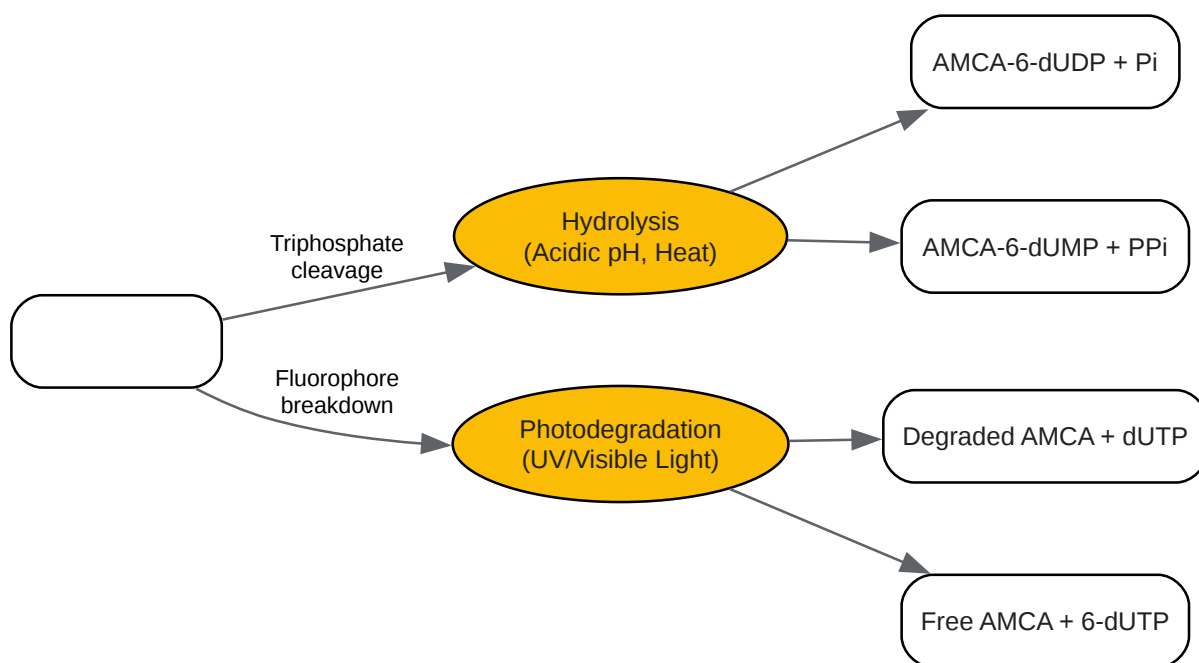 AMCA-6-dUDP + Pi
Triphosphate
cleavage
Hydrolysis
(Acidic pH, Heat)
AMCA-6-dUMP + PPi
Fluorophore
breakdown
Photodegradation
(UV/Visible Light)
Degraded AMCA + dUTP
Free AMCA + 6-dUTP